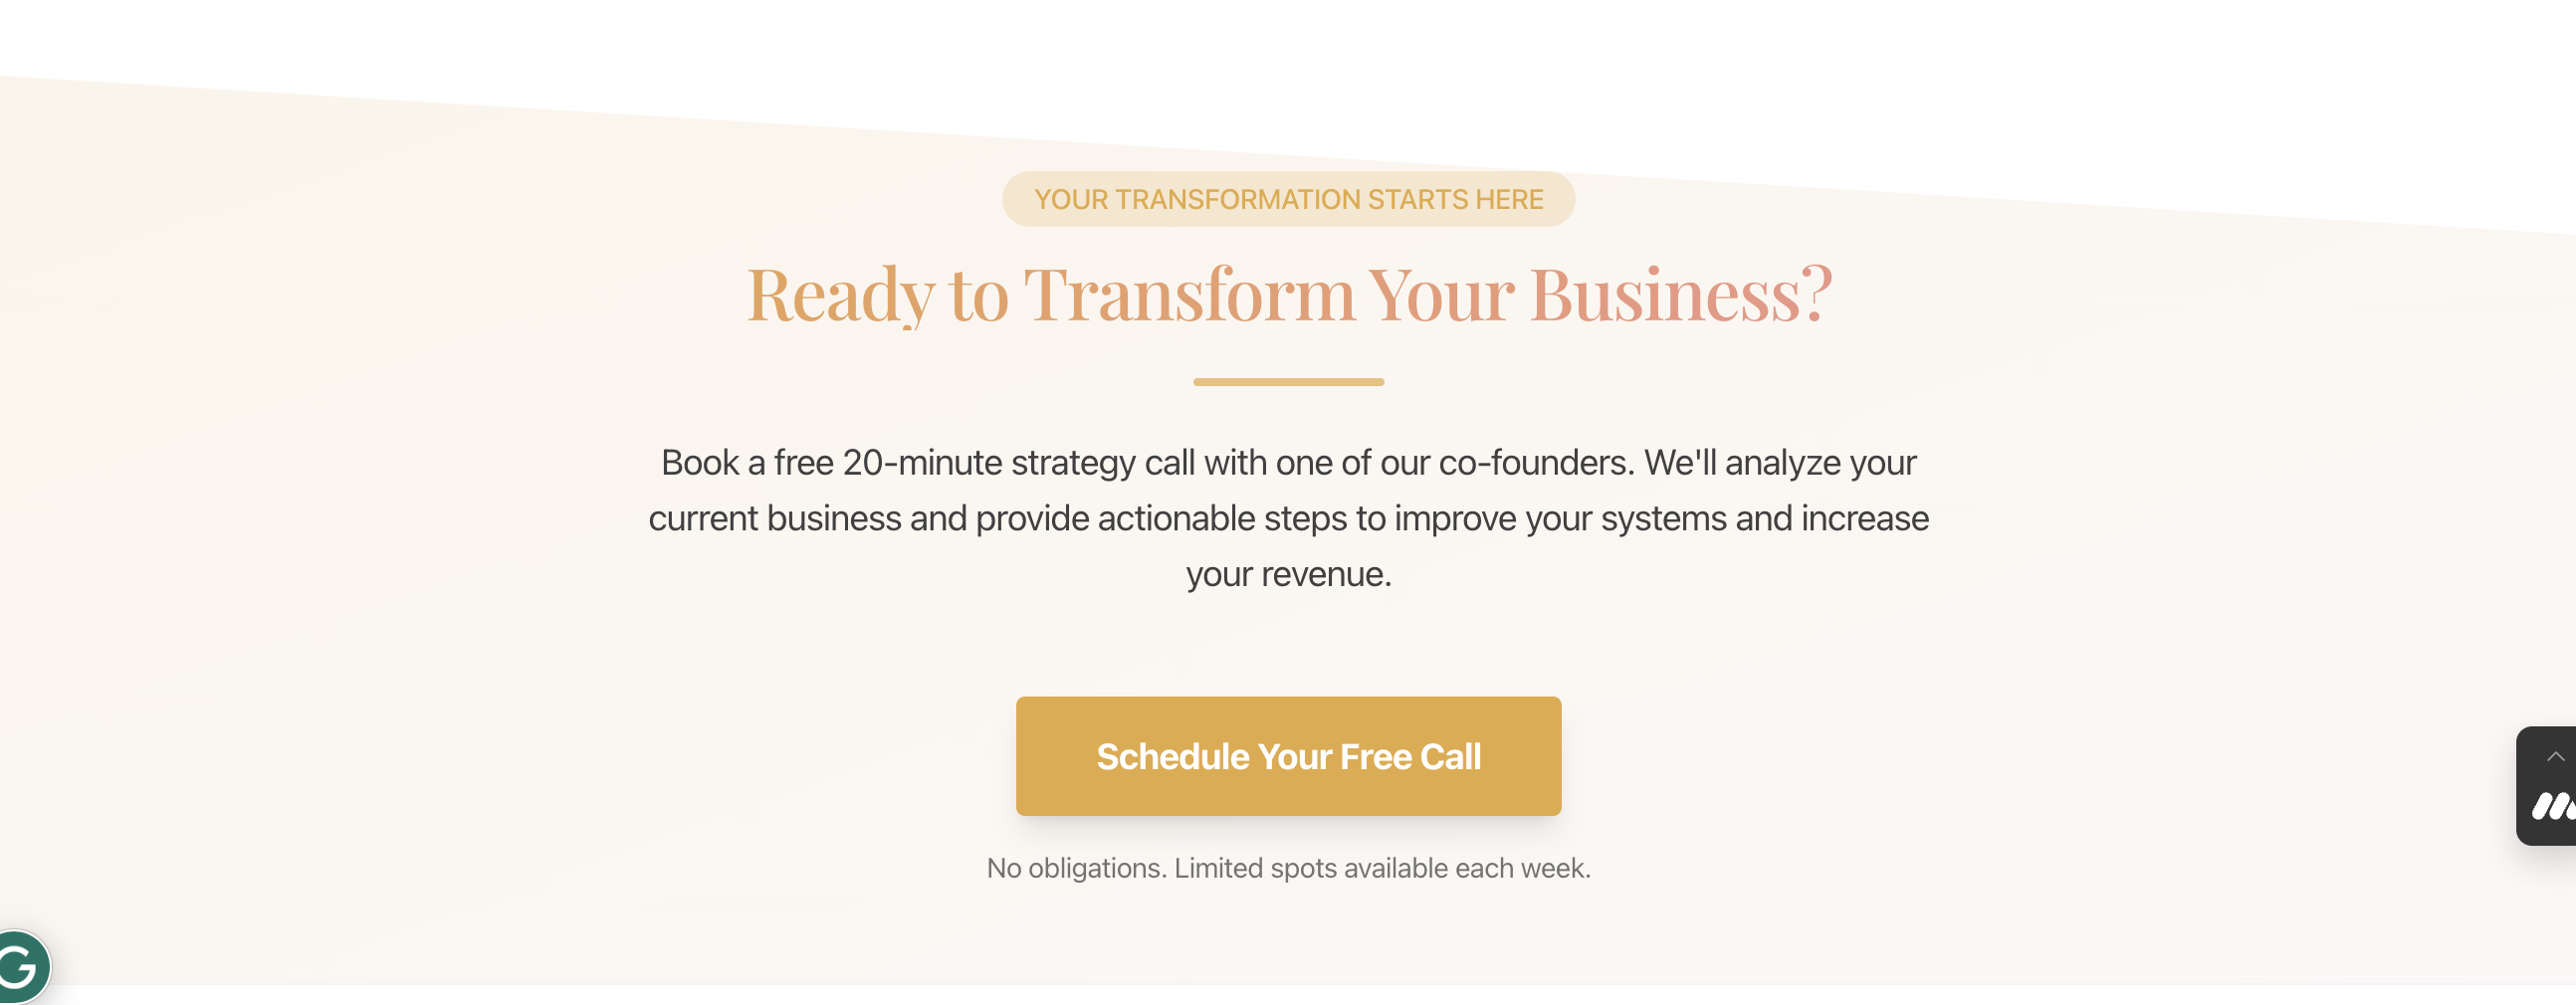 YOUR TRANSFORMATION STARTS HERE
Ready to Transform Your Business?
Book a free 20-minute strategy call with one of our co-founders. We'll analyze your
current business and provide actionable steps to improve your systems and increase
your revenue.
Schedule Your Free Call
No obligations. Limited spots available each week.